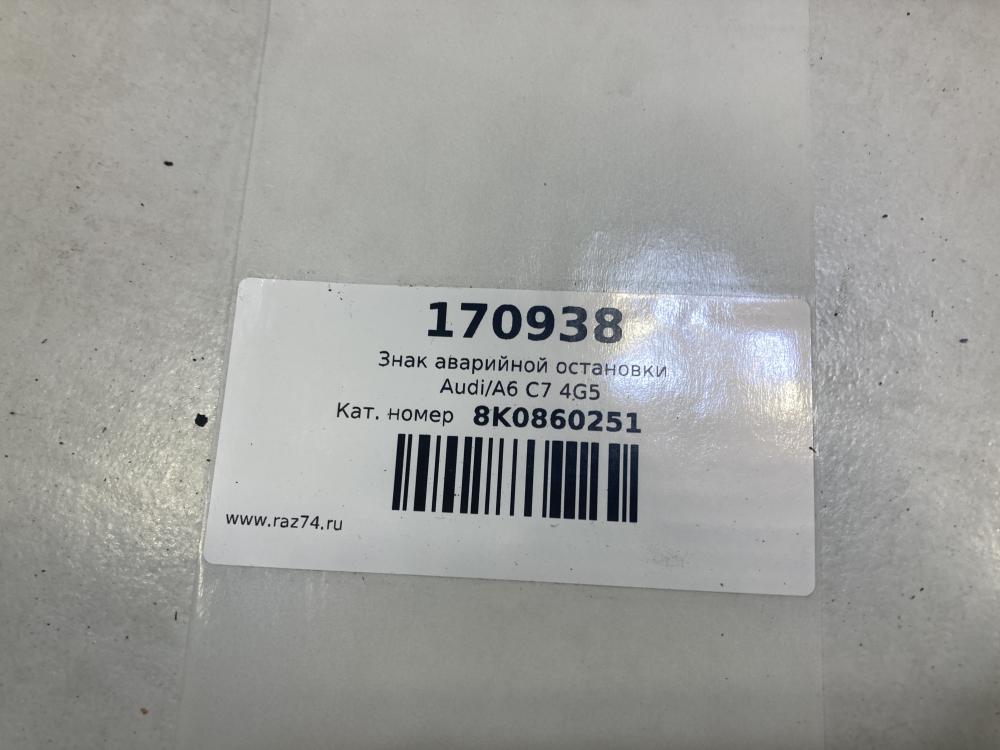 170938
Знак аварийной остановки
Audi/A6 C7 4G5
Кат. номер 8K0860251
www.raz74.ru